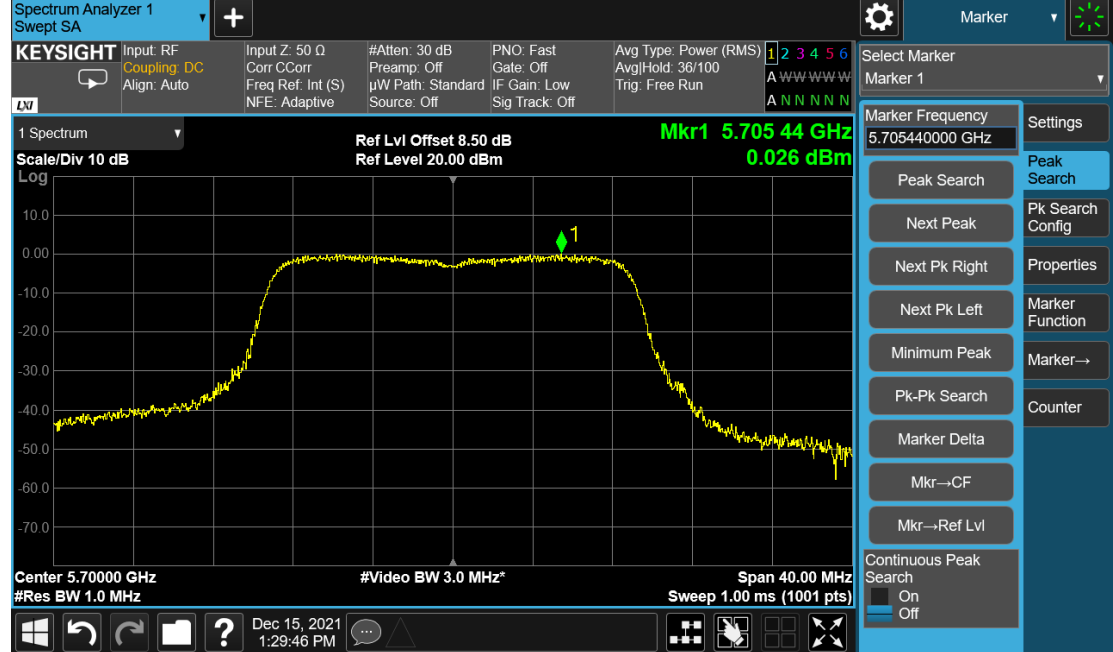 Spectrum Analyzer 1
Swept SA
+
Marker
KEYSIGHT
LXI
Input: RF
Coupling: DC
Align: Auto
Input Z: 50 Ω
Corr CCorr
Freq Ref: Int (S)
NFE: Adaptive
#Atten: 30 dB
Preamp: Off
µW Path: Standard
Source: Off
PNO: Fast
Gate: Off
IF Gain: Low
Sig Track: Off
Avg Type: Power (RMS)
Avg|Hold: 36/100
Trig: Free Run
1 2 3 4 5 6
A W W W W W
A N N N N N
Select Marker
Marker 1
1 Spectrum
Scale/Div 10 dB
Log
Ref Lvl Offset 8.50 dB
Ref Level 20.00 dBm
Mkr1 5.705 44 GHz
0.026 dBm
10.0
0.00
-10.0
-20.0
-30.0
-40.0
-50.0
-60.0
-70.0
1
Center 5.70000 GHz
#Res BW 1.0 MHz
#Video BW 3.0 MHz*
Span 40.00 MHz
Sweep 1.00 ms (1001 pts)
Marker Frequency
5.705440000 GHz
Peak Search
Next Peak
Next Pk Right
Next Pk Left
Minimum Peak
Pk-Pk Search
Marker Delta
Mkr→CF
Mkr→Ref Lvl
Continuous Peak
Search
On
Off
Settings
Peak
Search
Pk Search
Config
Properties
Marker
Function
Marker→
Counter
?
Dec 15, 2021
1:29:46 PM